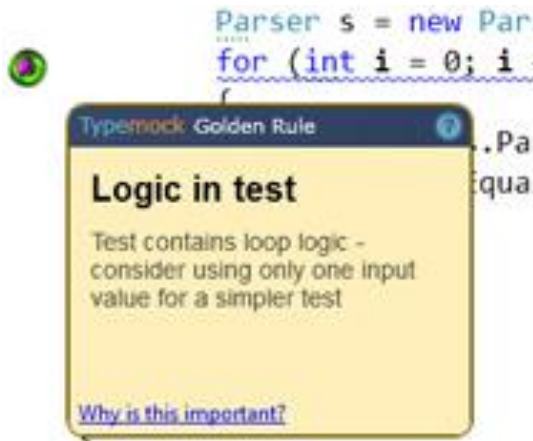 Parser s = new Par
for (int i = 0; i
{
Typemock Golden Rule ?
..Pa
Equa
Logic in test
Test contains loop logic -
consider using only one input
value for a simpler test
Why is this important?
}